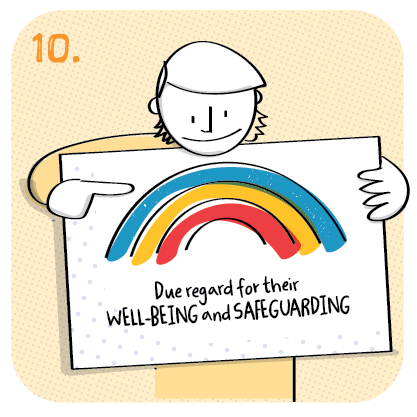 10.
Due regard for their
WELL-BEING and SAFEGUARDING